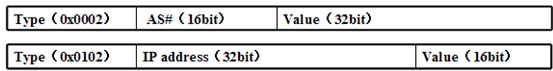 Type（0x0002） AS#（16bit） Value（32bit）
Type（0x0102） IP address（32bit） Value（16bit）